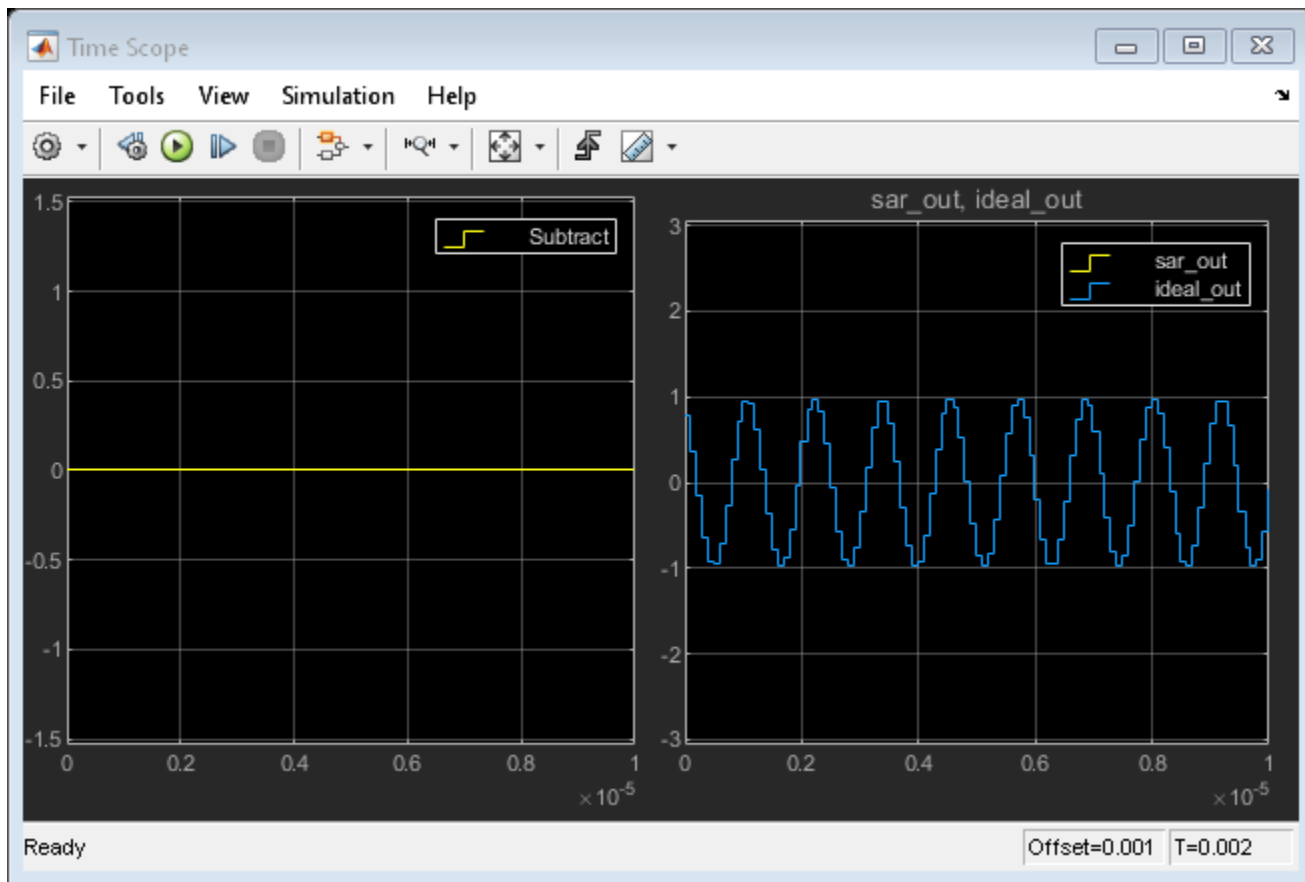 Time Scope
File Tools View Simulation Help
1.5
1
0.5
0
-0.5
-1
-1.5
Subtract
0 0.2 0.4 0.6 0.8 1
×10-5
sar_out, ideal_out
3
2
1
0
-1
-2
-3
sar_out
ideal_out
0 0.2 0.4 0.6 0.8 1
×10-5
Ready Offset=0.001 T=0.002